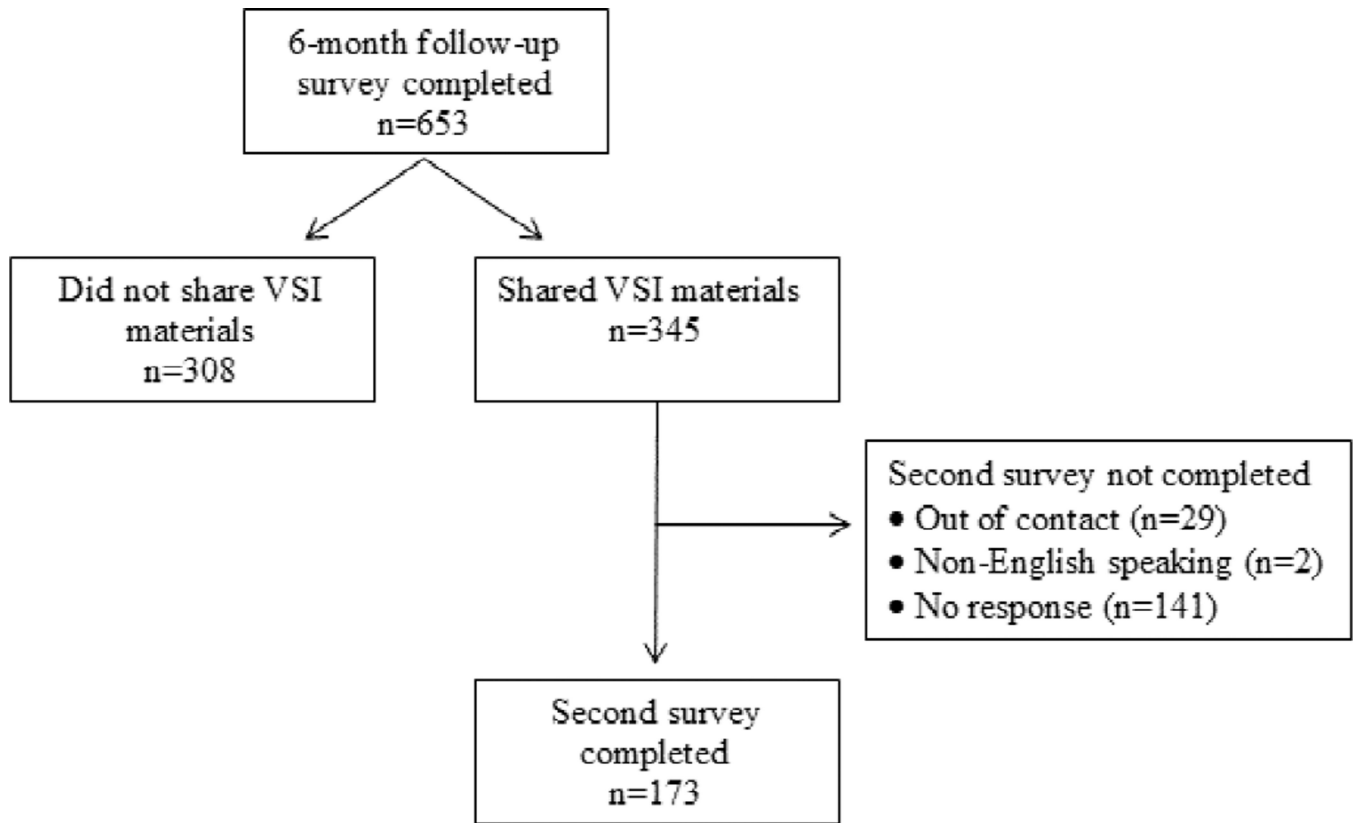 6-month follow-up
survey completed
n=653
Did not share VSI
materials
n=308
Shared VSI materials
n=345
Second survey not completed
• Out of contact (n=29)
• Non-English speaking (n=2)
• No response (n=141)
Second survey
completed
n=173